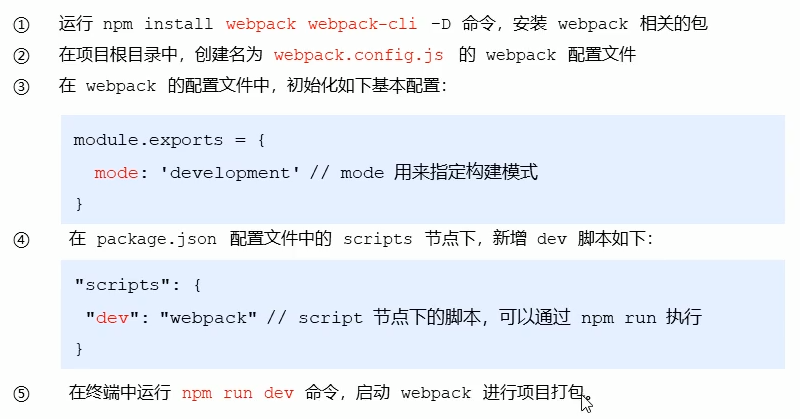 ① 运行 npm install webpack webpack-cli -D 命令，安装 webpack 相关的包
② 在项目根目录中，创建名为 webpack.config.js 的 webpack 配置文件
③ 在 webpack 的配置文件中，初始化如下基本配置：
module.exports = {
mode: 'development' // mode 用来指定构建模式
}
④ 在 package.json 配置文件中的 scripts 节点下，新增 dev 脚本如下：
"scripts": {
"dev": "webpack" // script 节点下的脚本，可以通过 npm run 执行
}
⑤ 在终端中运行 npm run dev 命令，启动 webpack 进行项目打包。